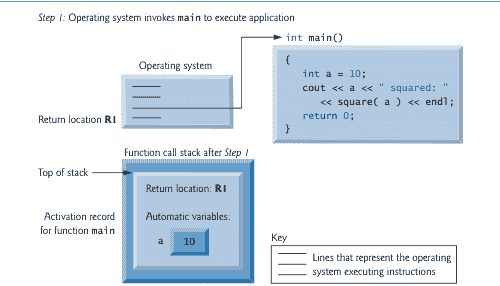 Step 1: Operating system invokes main to execute application
int main()
{
int a = 10;
cout << a << " squared: "
<< square( a ) << endl;
return 0;
}
Operating system
Return location R1
Function call stack after Step 1
Top of stack
Return location: R1
Activation record
for function main
Automatic variables:
a 10
Key
Lines that represent the operating
system executing instructions